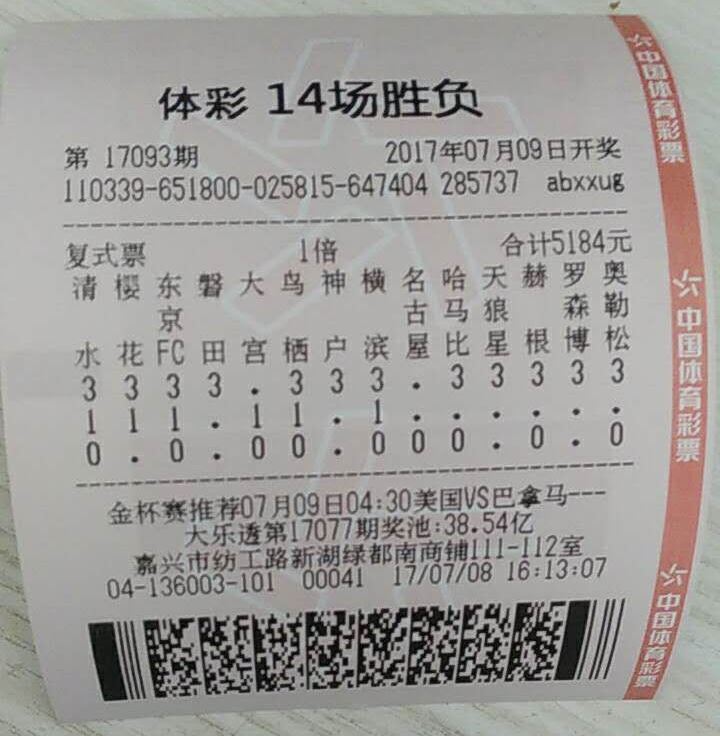 体彩 14场胜负
第 17093期 2017年07月09日开奖
110339-651800-025815-647404 285737 abxxug
复式票 1倍 合计5184元
清 樱 东 磐 大 鸟 神 横 名 哈 天 赫 罗 奥
京 古 马 狼 森 勒
水 花 FC 田 宫 栖 户 滨 屋 比 星 根 博 松
3 3 3 3 . 3 3 3 . 3 3 3 3 3
1 1 1 . 1 1 . 1 . . . . . .
0 . 0 . 0 0 . 0 0 0 . 0 . 0
金杯赛推荐07月09日04:30美国VS巴拿马---
大乐透第17077期奖池:38.54亿
嘉兴市纺工路新湖绿都南商铺111-112室
04-136003-101 00041 17/07/08 16:13:07
中国体育彩票
中国体育彩票
中国体育彩票